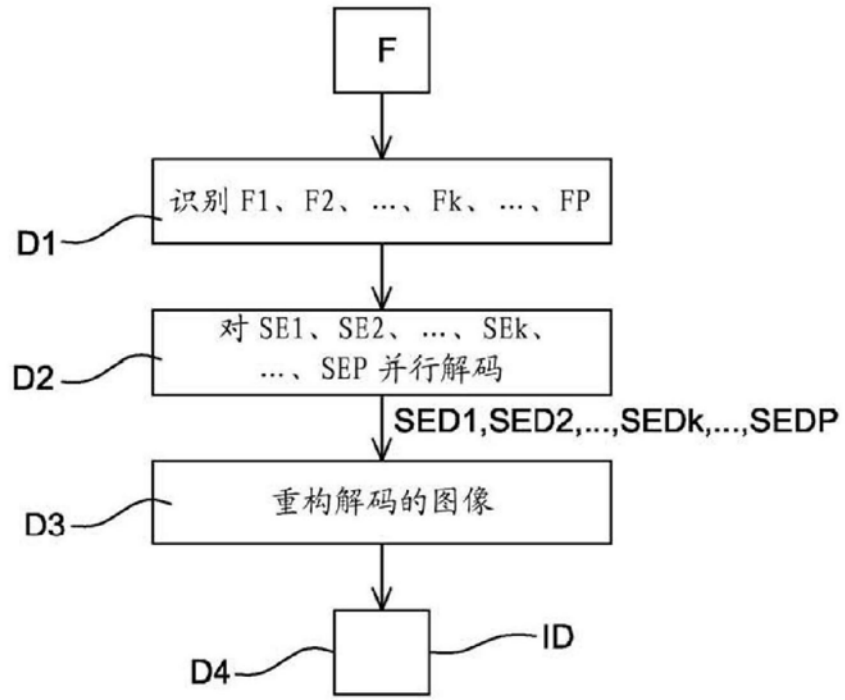 F
识别 F1、F2、…、Fk、…、FP
D1
对 SE1、SE2、…、SEk、
…、SEP 并行解码
D2
SED1,SED2,...,SEDk,...,SEDP
重构解码的图像
D3
ID
D4